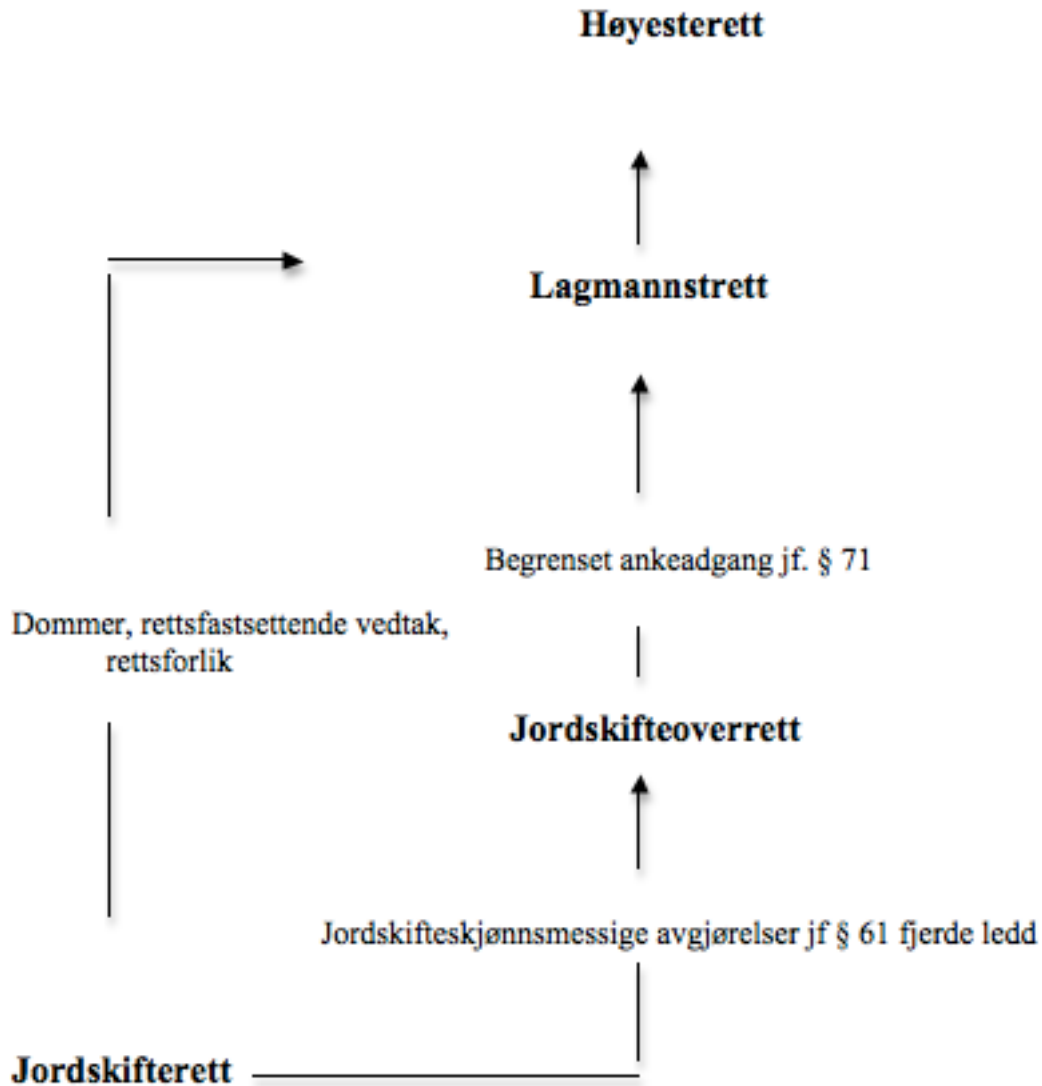 Høyesterett
Lagmannstrett
Begrenset ankeadgang jf. § 71
Dommer, rettsfastsettende vedtak,
rettsforlik
Jordskifteoverrett
Jordskifteskjønnsmessige avgjørelser jf § 61 fjerde ledd
Jordskifterett